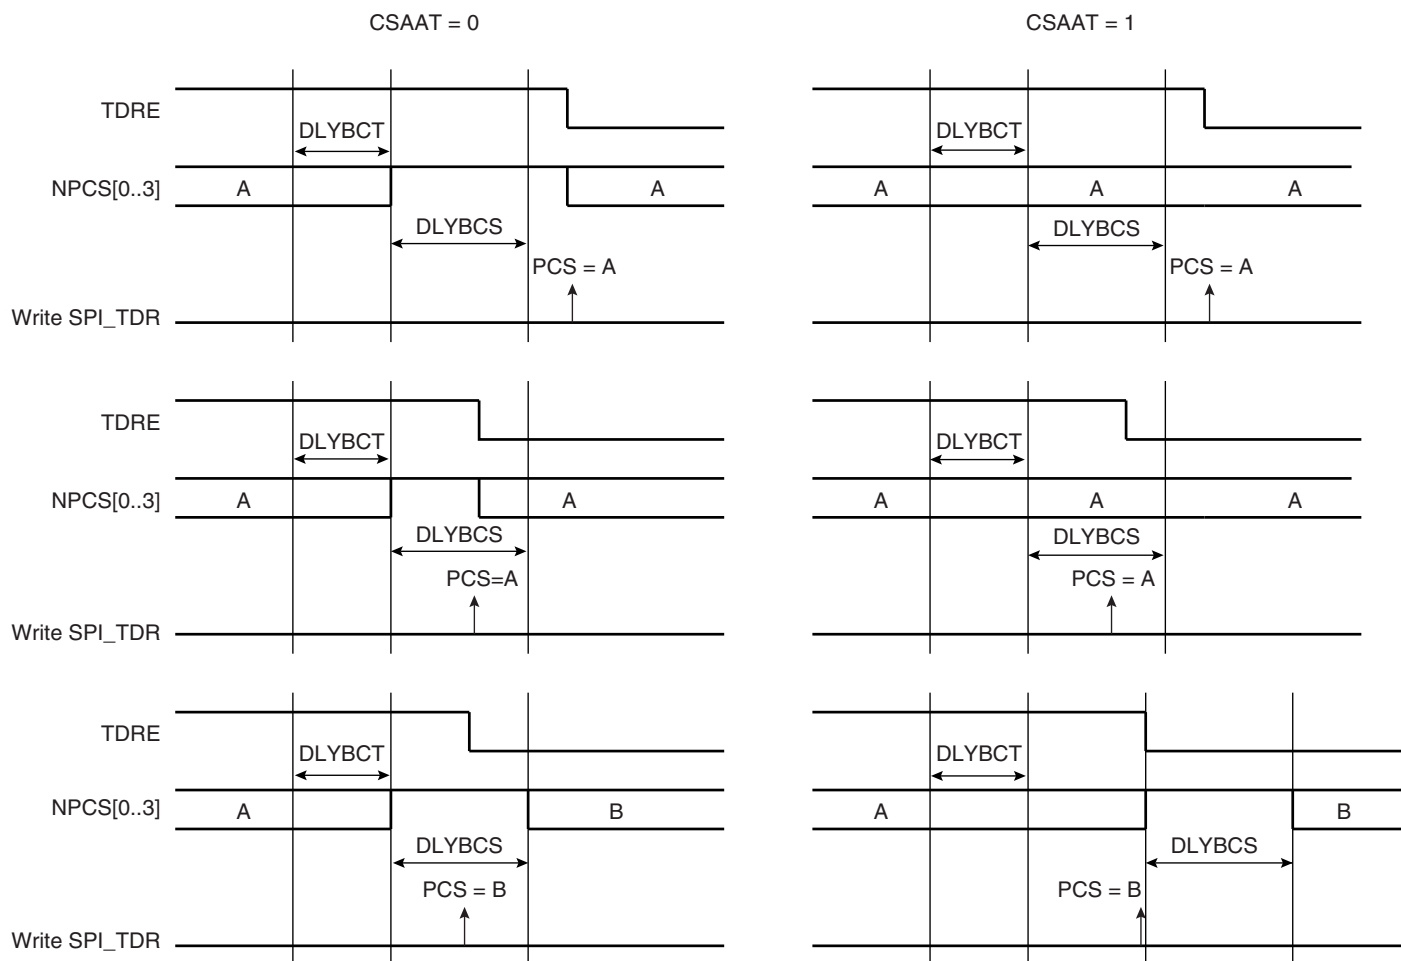 CSAAT = 0
CSAAT = 1
TDRE
DLYBCT
DLYBCT
NPCS[0..3]
A
A
A
A
A
DLYBCS
DLYBCS
PCS = A
PCS = A
Write SPI_TDR
TDRE
DLYBCT
DLYBCT
NPCS[0..3]
A
A
A
A
A
DLYBCS
DLYBCS
PCS=A
PCS = A
Write SPI_TDR
TDRE
DLYBCT
DLYBCT
NPCS[0..3]
A
B
A
B
DLYBCS
DLYBCS
PCS = B
PCS = B
Write SPI_TDR